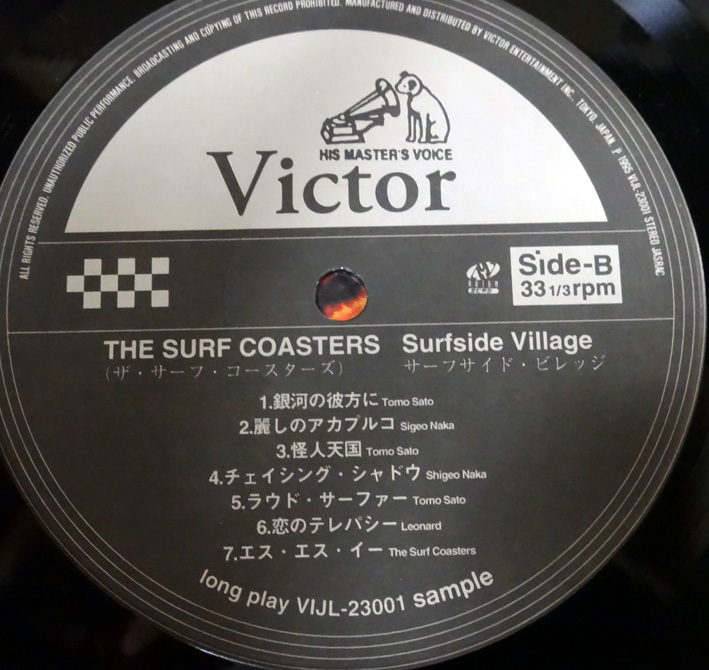 ALL RIGHTS RESERVED. UNAUTHORIZED PUBLIC PERFORMANCE, BROADCASTING AND COPYING OF THIS RECORD PROHIBITED. MANUFACTURED AND DISTRIBUTED BY VICTOR ENTERTAINMENT INC., TOKYO, JAPAN. P 1995 VIJL-23001 STEREO JASRAC
HIS MASTER'S VOICE
Victor
Side-B
33 1/3 rpm
THE SURF COASTERS Surfside Village
(ザ・サーフ・コースターズ) サーフサイド・ビレッジ
1.銀河の彼方に Tomo Sato
2.麗しのアカプルコ Sigeo Naka
3.怪人天国 Tomo Sato
4.チェイシング・シャドウ Shigeo Naka
5.ラウド・サーファー Tomo Sato
6.恋のテレパシー Leonard
7.エス・エス・イー The Surf Coasters
long play VIJL-23001 sample